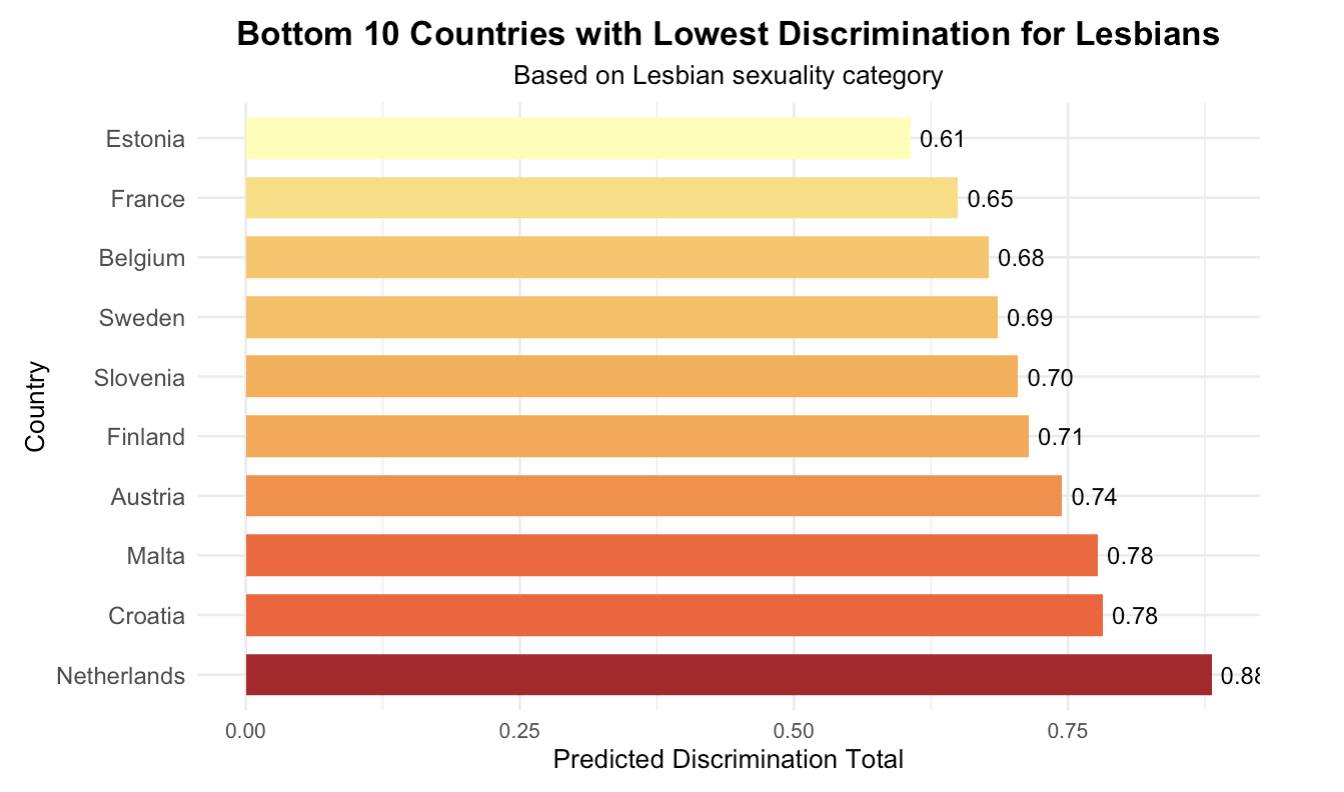 Bottom 10 Countries with Lowest Discrimination for Lesbians
Based on Lesbian sexuality category
Country
Estonia 0.61
France 0.65
Belgium 0.68
Sweden 0.69
Slovenia 0.70
Finland 0.71
Austria 0.74
Malta 0.78
Croatia 0.78
Netherlands 0.88
0.00 0.25 0.50 0.75
Predicted Discrimination Total